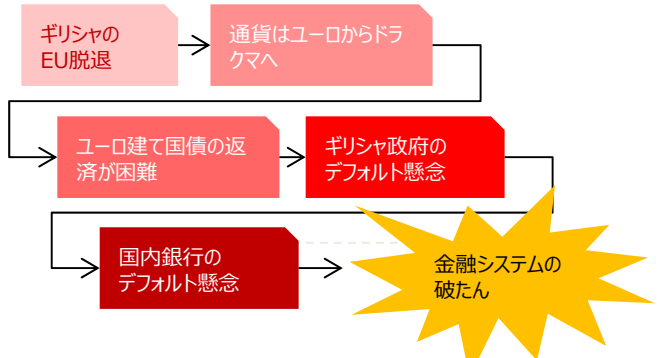 ギリシャの
EU脱退
通貨はユーロからドラ
クマへ
ユーロ建て国債の返
済が困難
ギリシャ政府の
デフォルト懸念
国内銀行の
デフォルト懸念
金融システムの
破たん